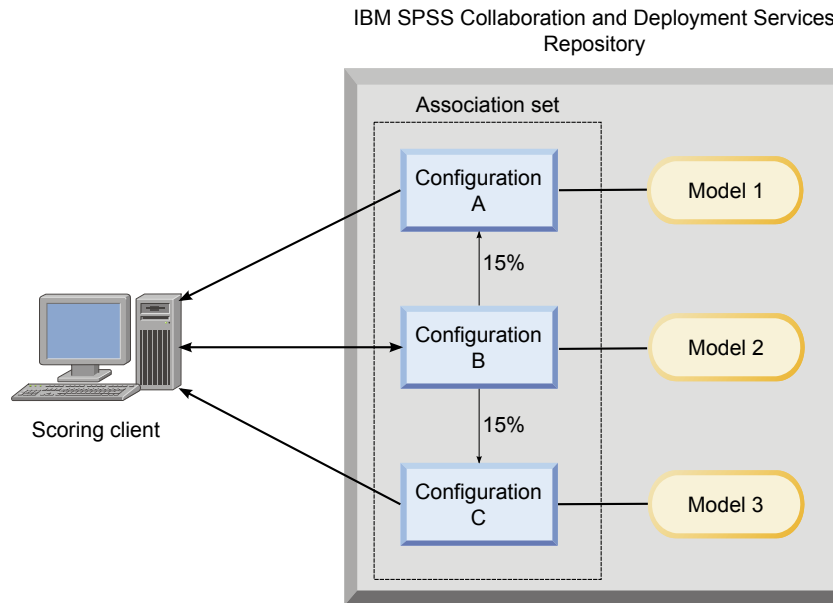 IBM SPSS Collaboration and Deployment Services
Repository
Association set
Configuration
A
Model 1
15%
Configuration
B
Model 2
Scoring client
15%
Configuration
C
Model 3